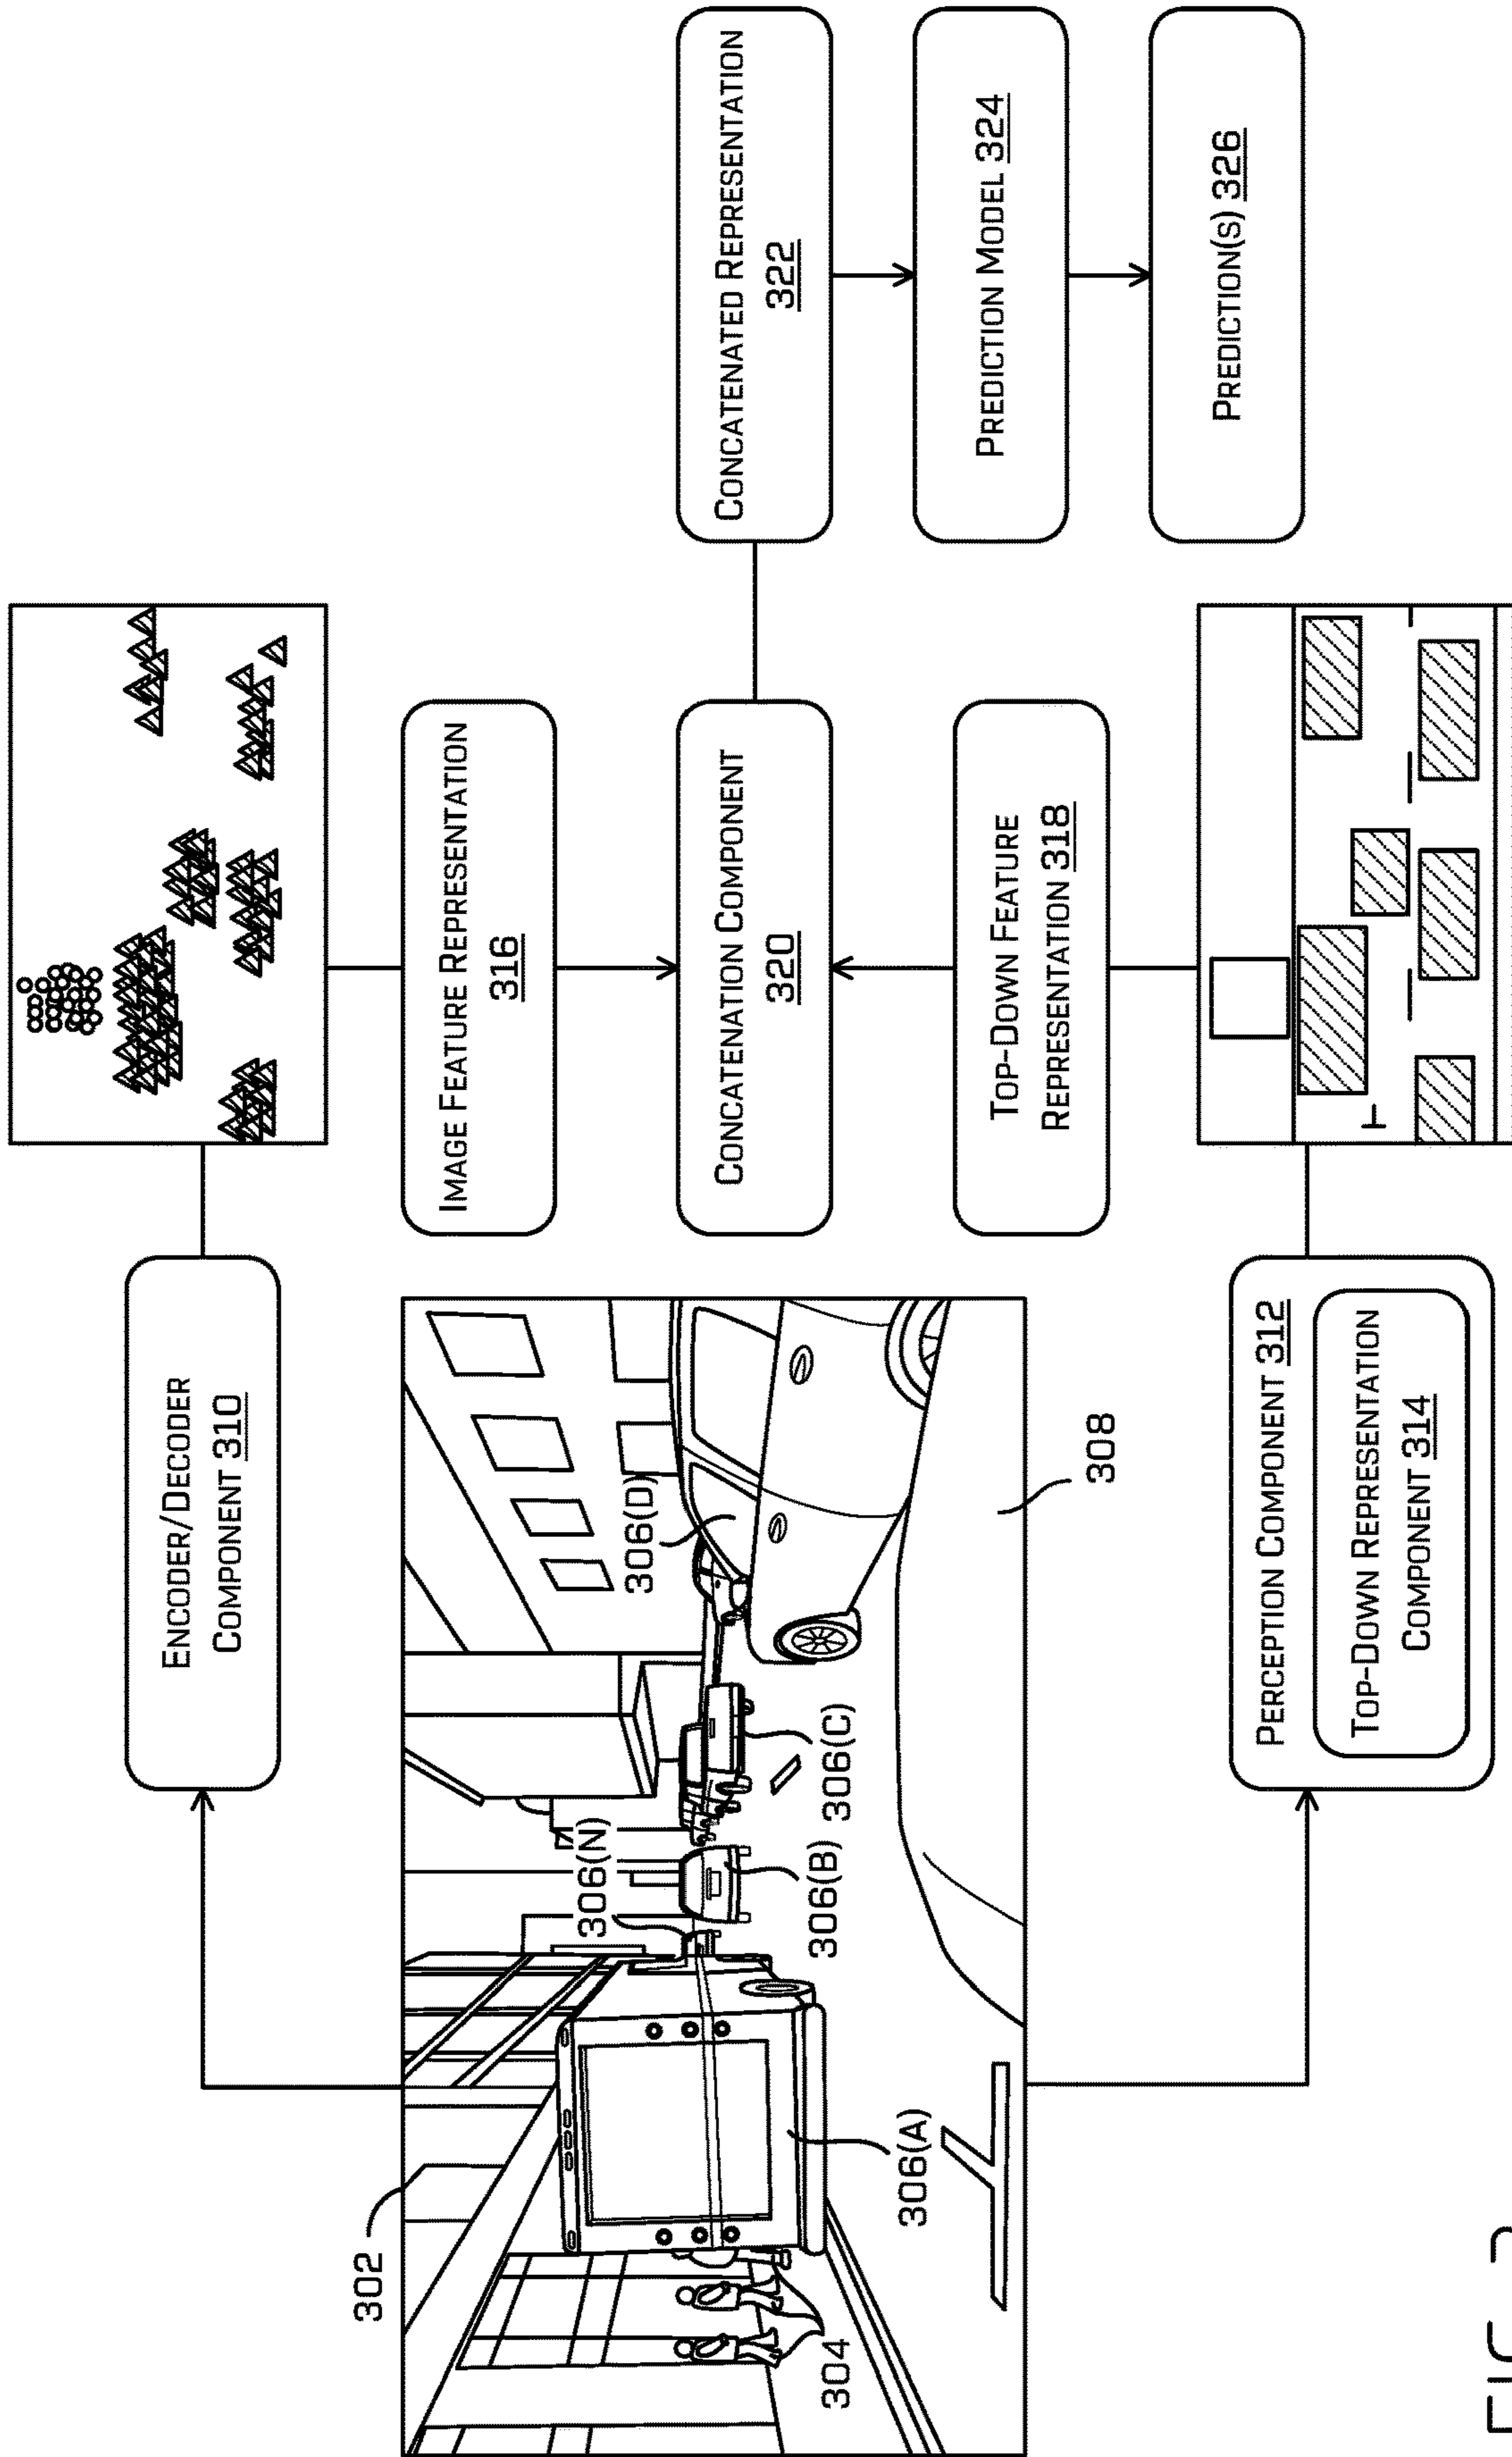 302
ENCODER/DECODER
COMPONENT 310
306(N)
306(D)
304
306(B)
306(C)
306(A)
308
PERCEPTION COMPONENT 312
TOP-DOWN REPRESENTATION
COMPONENT 314
IMAGE FEATURE REPRESENTATION
316
CONCATENATION COMPONENT
320
TOP-DOWN FEATURE
REPRESENTATION 318
CONCATENATED REPRESENTATION
322
PREDICTION MODEL 324
PREDICTION(S) 326